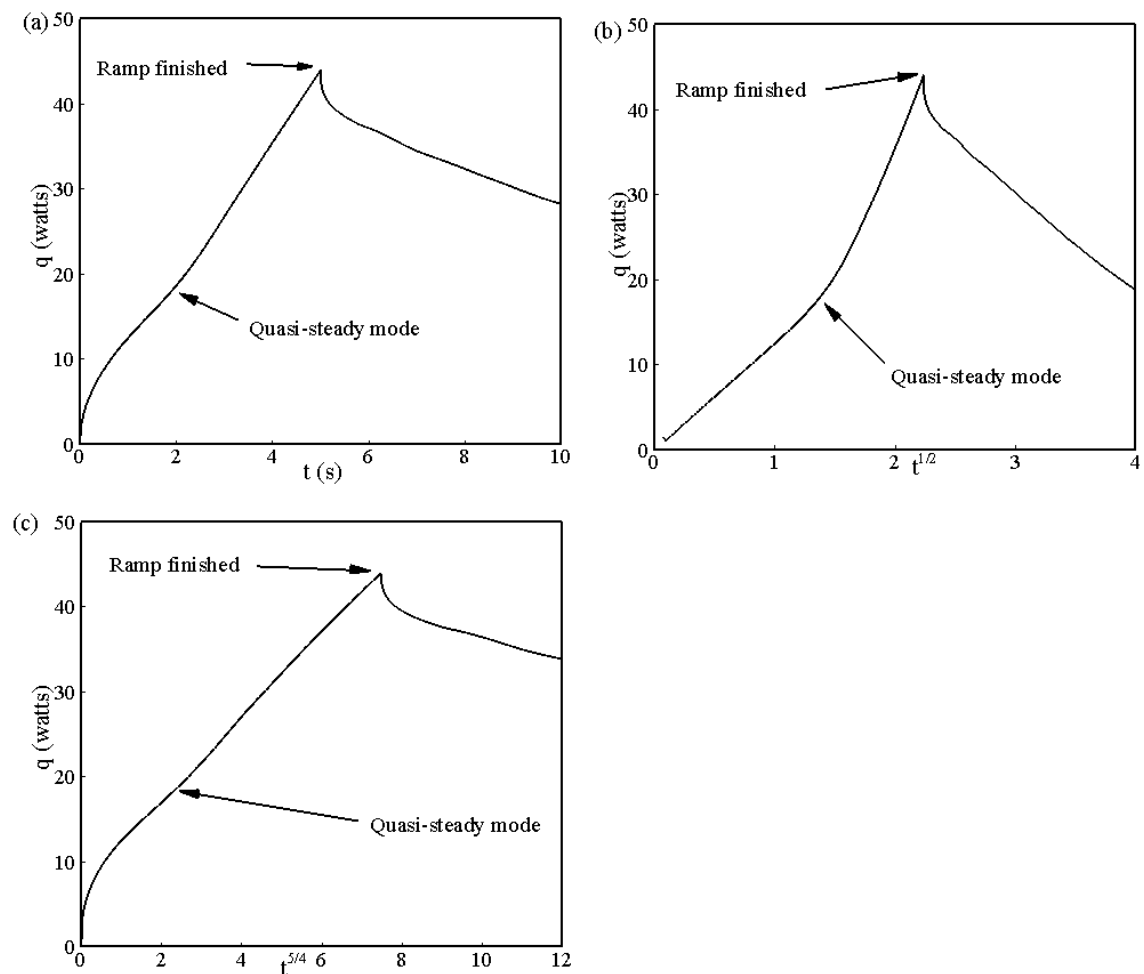 (a)
50
40
30
20
10
0
q (watts)
Ramp finished
Quasi-steady mode
0 2 4 6 8 10
t (s)
(b)
50
40
30
20
10
0
q (watts)
Ramp finished
Quasi-steady mode
0 1 2 3 4
t^{1/2}
(c)
50
40
30
20
10
0
q (watts)
Ramp finished
Quasi-steady mode
0 2 4 6 8 10 12
t^{5/4}